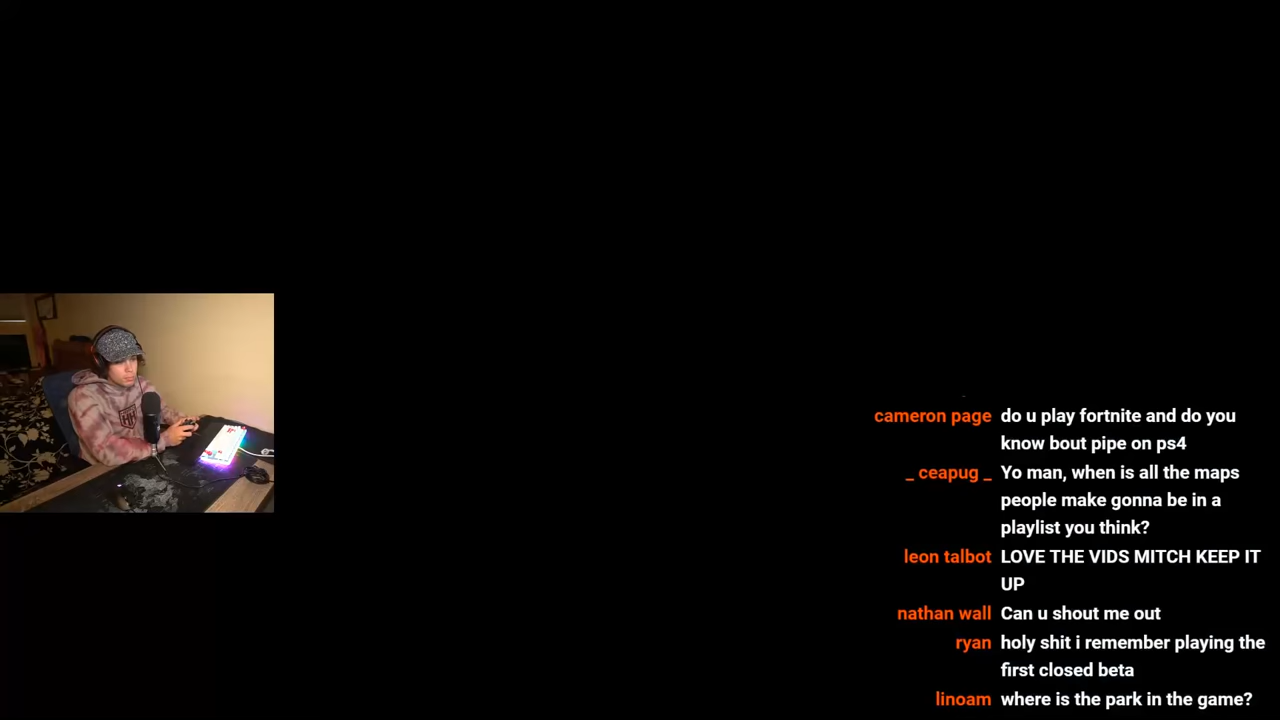 cameron page do u play fortnite and do you
know bout pipe on ps4
_ ceapug _ Yo man, when is all the maps
people make gonna be in a
playlist you think?
leon talbot LOVE THE VIDS MITCH KEEP IT
UP
nathan wall Can u shout me out
ryan holy shit i remember playing the
first closed beta
linoam where is the park in the game?